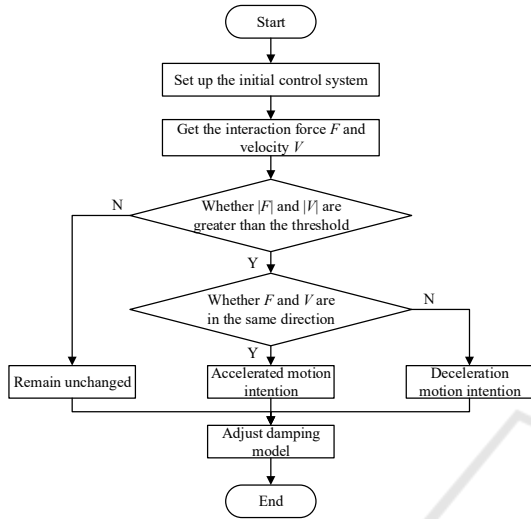 Start
Set up the initial control system
Get the interaction force F and
velocity V
N
Whether |F| and |V| are
greater than the threshold
Y
Whether F and V are
in the same direction
N
Y
Remain unchanged
Accelerated motion
intention
Deceleration
motion intention
Adjust damping
model
End